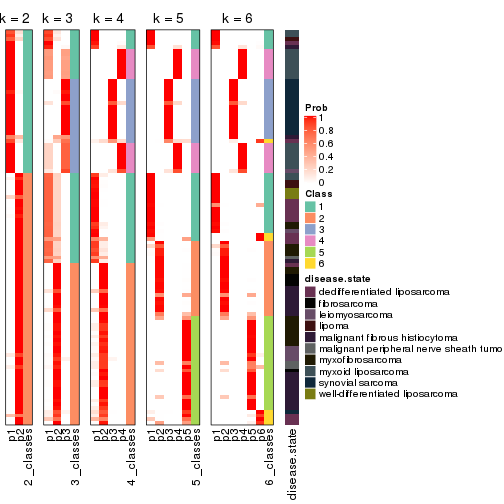 k = 2
k = 3
k = 4
k = 5
k = 6
p1
p2
2_classes
p1
p2
p3
3_classes
p1
p2
p3
p4
4_classes
p1
p2
p3
p4
p5
5_classes
p1
p2
p3
p4
p5
p6
6_classes
disease.state
Prob
1
0.8
0.6
0.4
0.2
0
Class
1
2
3
4
5
6
disease.state
dedifferentiated liposarcoma
fibrosarcoma
leiomyosarcoma
lipoma
malignant fibrous histiocytoma
malignant peripheral nerve sheath tumo
myxofibrosarcoma
myxoid liposarcoma
synovial sarcoma
well-differentiated liposarcoma